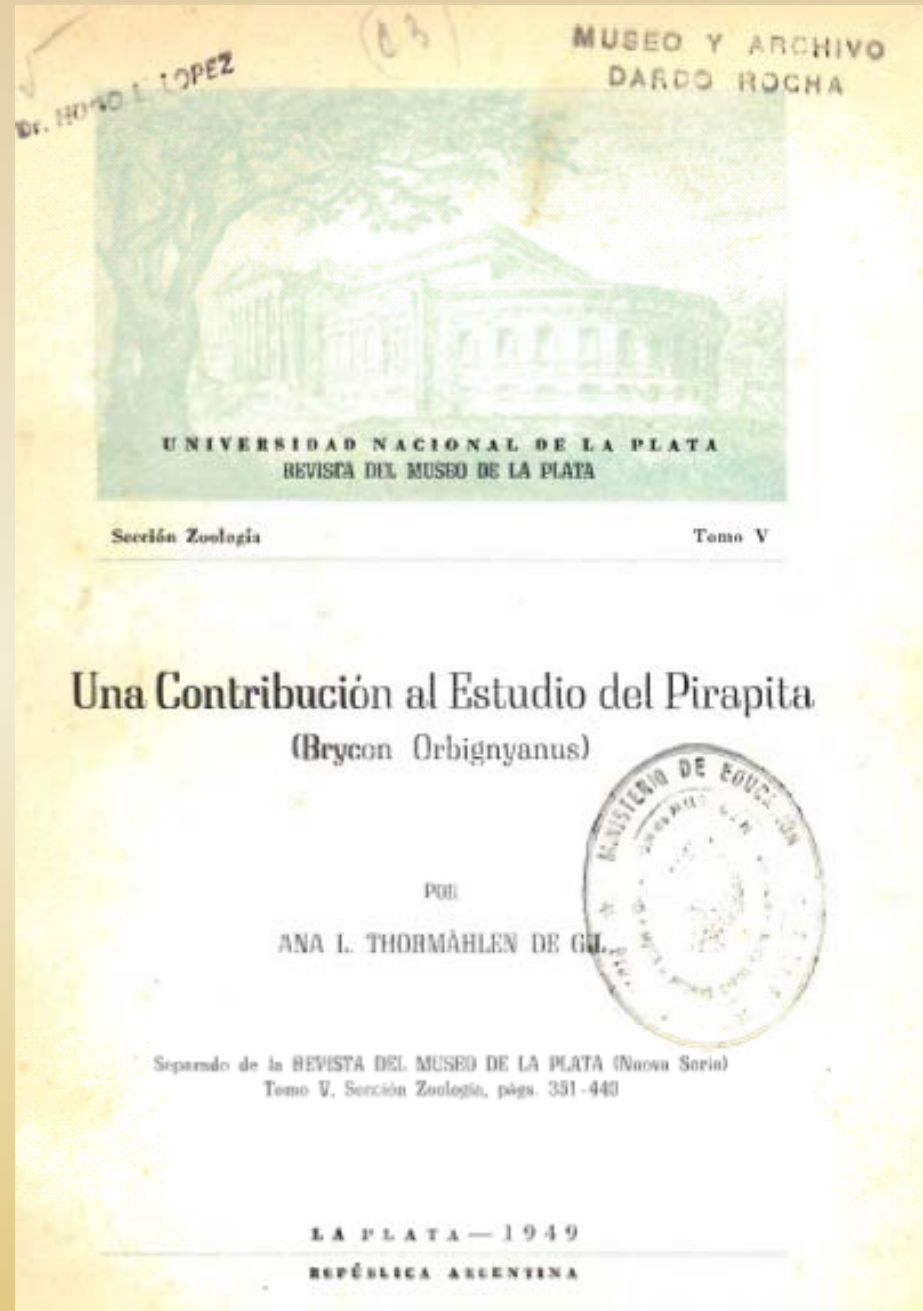 (C3)
MUSEO Y ARCHIVO
DARDO ROCHA
Dr. HUGO L. LOPEZ
UNIVERSIDAD NACIONAL DE LA PLATA
REVISTA DEL MUSEO DE LA PLATA
Sección Zoología Tomo V
Una Contribución al Estudio del Pirapita
(Brycon Orbignyanus)
MINISTERIO DE EDUCACIÓN
POR
ANA L. THORMÄHLEN DE GIL
Separado de la REVISTA DEL MUSEO DE LA PLATA (Nueva Serie)
Tomo V, Sección Zoología, págs. 351-440
LA PLATA — 1949
REPÚBLICA ARGENTINA